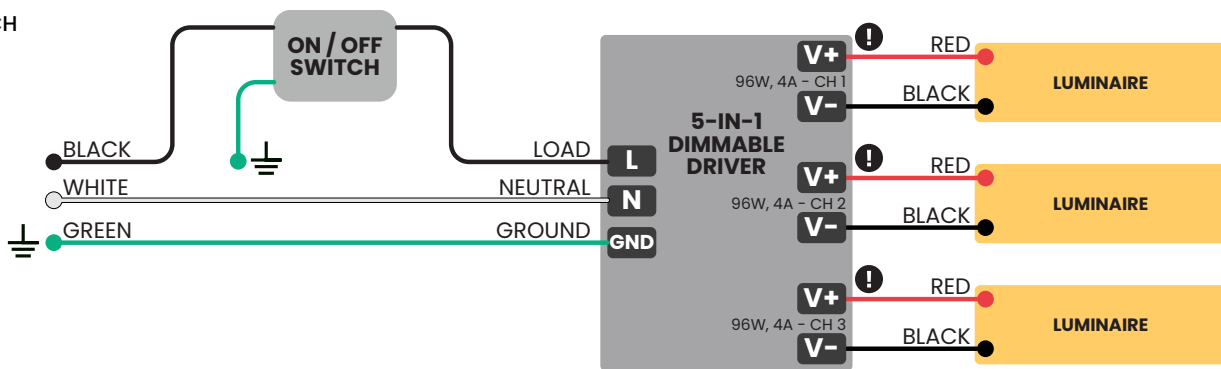 CH
ON / OFF
SWITCH
BLACK
LOAD
WHITE
NEUTRAL
GREEN
GROUND
L
N
GND
5-IN-1
DIMMABLE
DRIVER
V+
!
RED
96W, 4A - CH 1
V-
BLACK
LUMINAIRE
V+
!
RED
96W, 4A - CH 2
V-
BLACK
LUMINAIRE
V+
!
RED
96W, 4A - CH 3
V-
BLACK
LUMINAIRE